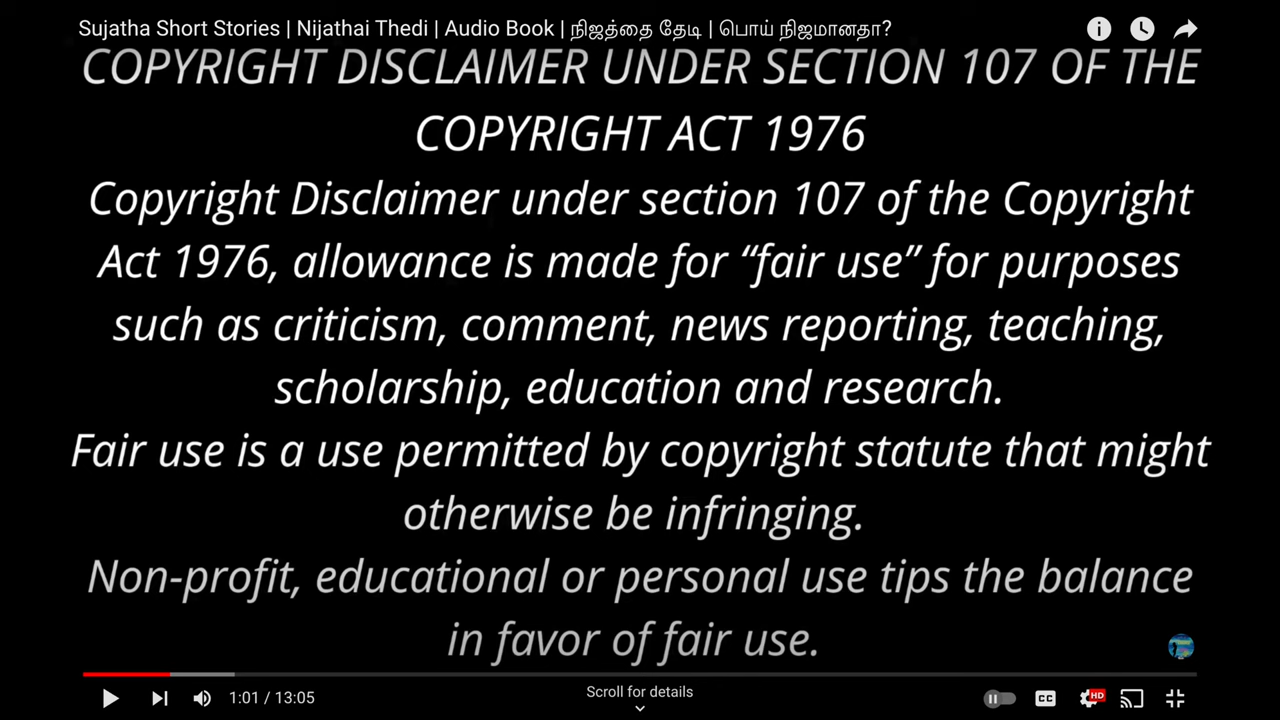 Sujatha Short Stories | Nijathai Thedi | Audio Book | நிஜத்தை தேடி | பொய் நிஜமானதா?
COPYRIGHT DISCLAIMER UNDER SECTION 107 OF THE
COPYRIGHT ACT 1976
Copyright Disclaimer under section 107 of the Copyright
Act 1976, allowance is made for “fair use” for purposes
such as criticism, comment, news reporting, teaching,
scholarship, education and research.
Fair use is a use permitted by copyright statute that might
otherwise be infringing.
Non-profit, educational or personal use tips the balance
in favor of fair use.
Scroll for details
1:01 / 13:05
CC
HD